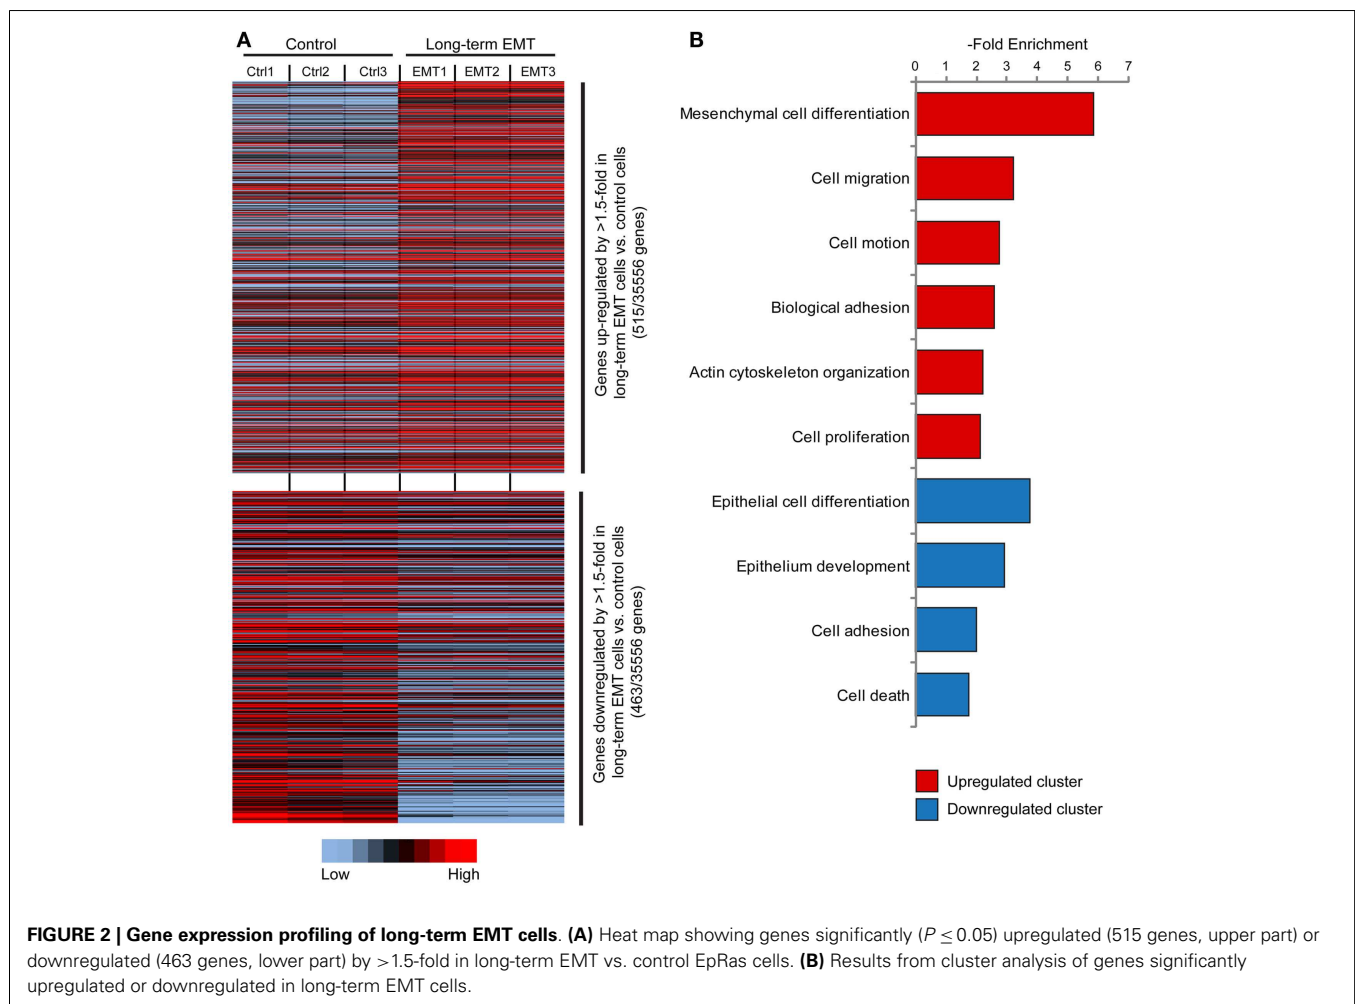 A
Control
Long-term EMT
Ctrl1
Ctrl2
Ctrl3
EMT1
EMT2
EMT3
Genes up-regulated by >1.5-fold in
long-term EMT cells vs. control cells
(515/35556 genes)
Genes downregulated by >1.5-fold in
long-term EMT cells vs. control cells
(463/35556 genes)
Low
High
B
-Fold Enrichment
0 1 2 3 4 5 6 7
Mesenchymal cell differentiation
Cell migration
Cell motion
Biological adhesion
Actin cytoskeleton organization
Cell proliferation
Epithelial cell differentiation
Epithelium development
Cell adhesion
Cell death
Upregulated cluster
Downregulated cluster
FIGURE 2 | Gene expression profiling of long-term EMT cells. (A) Heat map showing genes significantly (P ≤ 0.05) upregulated (515 genes, upper part) or
downregulated (463 genes, lower part) by >1.5-fold in long-term EMT vs. control EpRas cells. (B) Results from cluster analysis of genes significantly
upregulated or downregulated in long-term EMT cells.